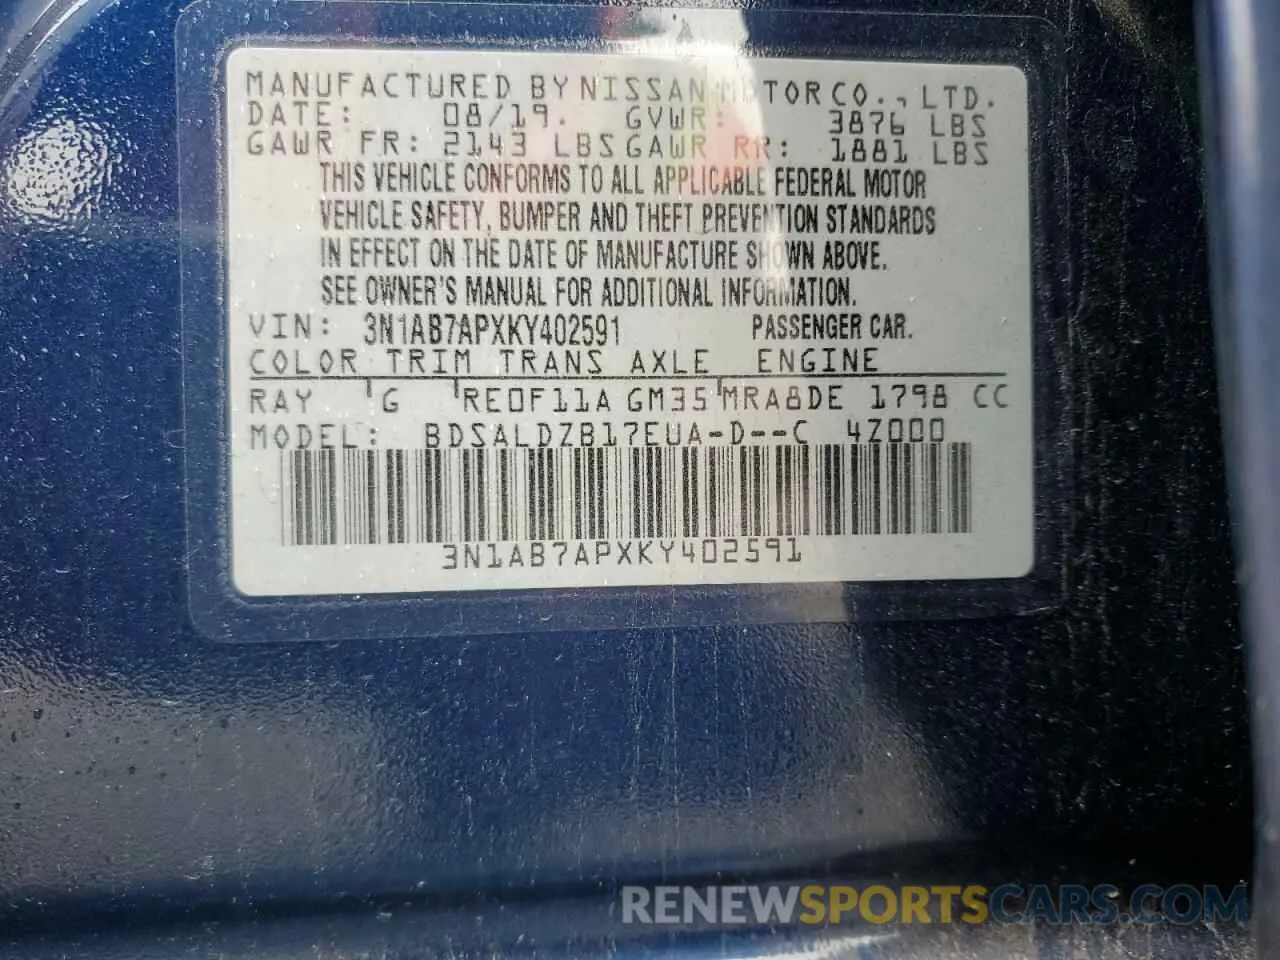 MANUFACTURED BY NISSAN MOTOR CO., LTD.
DATE: 08/19. GVWR: 3876 LBS
GAWR FR: 2143 LBS GAWR RR: 1881 LBS
THIS VEHICLE CONFORMS TO ALL APPLICABLE FEDERAL MOTOR
VEHICLE SAFETY, BUMPER AND THEFT PREVENTION STANDARDS
IN EFFECT ON THE DATE OF MANUFACTURE SHOWN ABOVE.
SEE OWNER'S MANUAL FOR ADDITIONAL INFORMATION.
VIN: 3N1AB7APXKY402591 PASSENGER CAR.
COLOR TRIM TRANS AXLE ENGINE
RAY G RE0F11A GM35 MRA8DE 1798 CC
MODEL: BDSALDZB17EUA-D--C 4Z000
3N1AB7APXKY402591
RENEWSPORTSCARS.COM